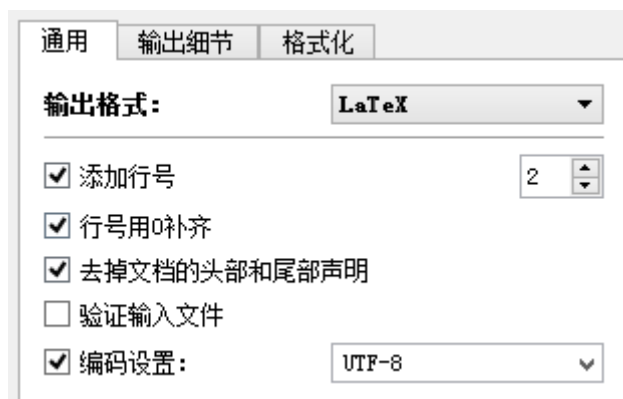 通用 输出细节 格式化
输出格式: LaTeX
添加行号 2
行号用0补齐
去掉文档的头部和尾部声明
验证输入文件
编码设置: UTF-8